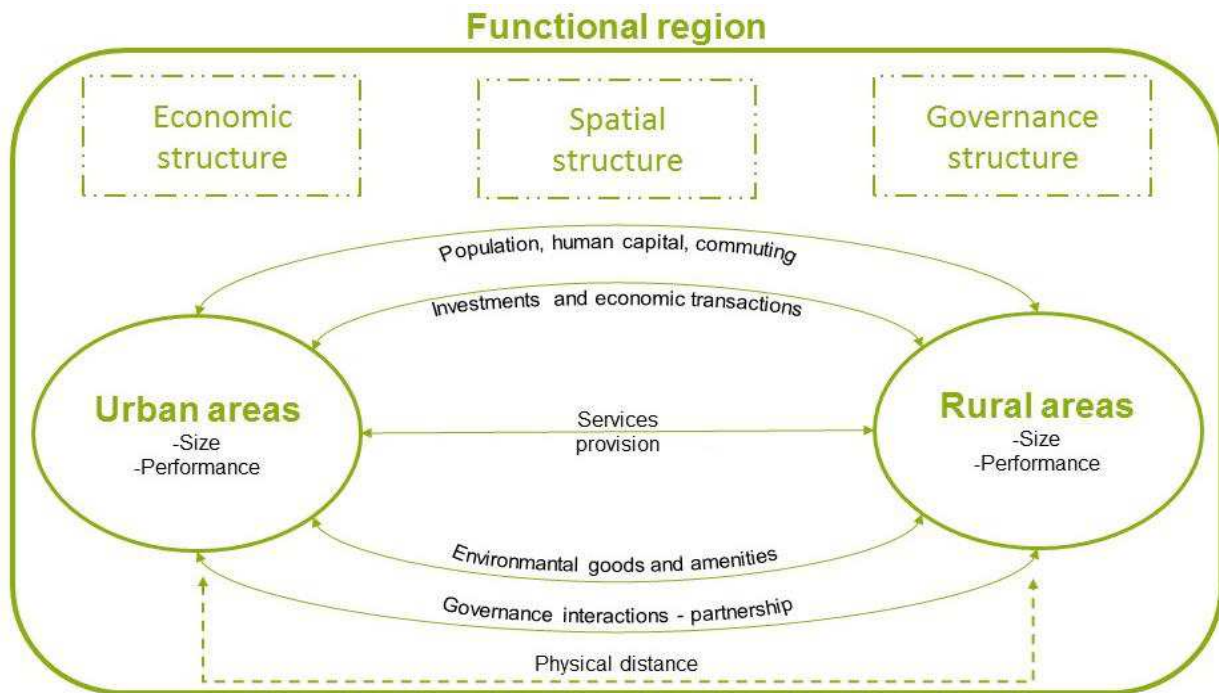 Functional region
Economic
structure
Spatial
structure
Governance
structure
Population, human capital, commuting
Investments and economic transactions
Urban areas
-Size
-Performance
Services
provision
Rural areas
-Size
-Performance
Environmantal goods and amenities
Governance interactions - partnership
Physical distance